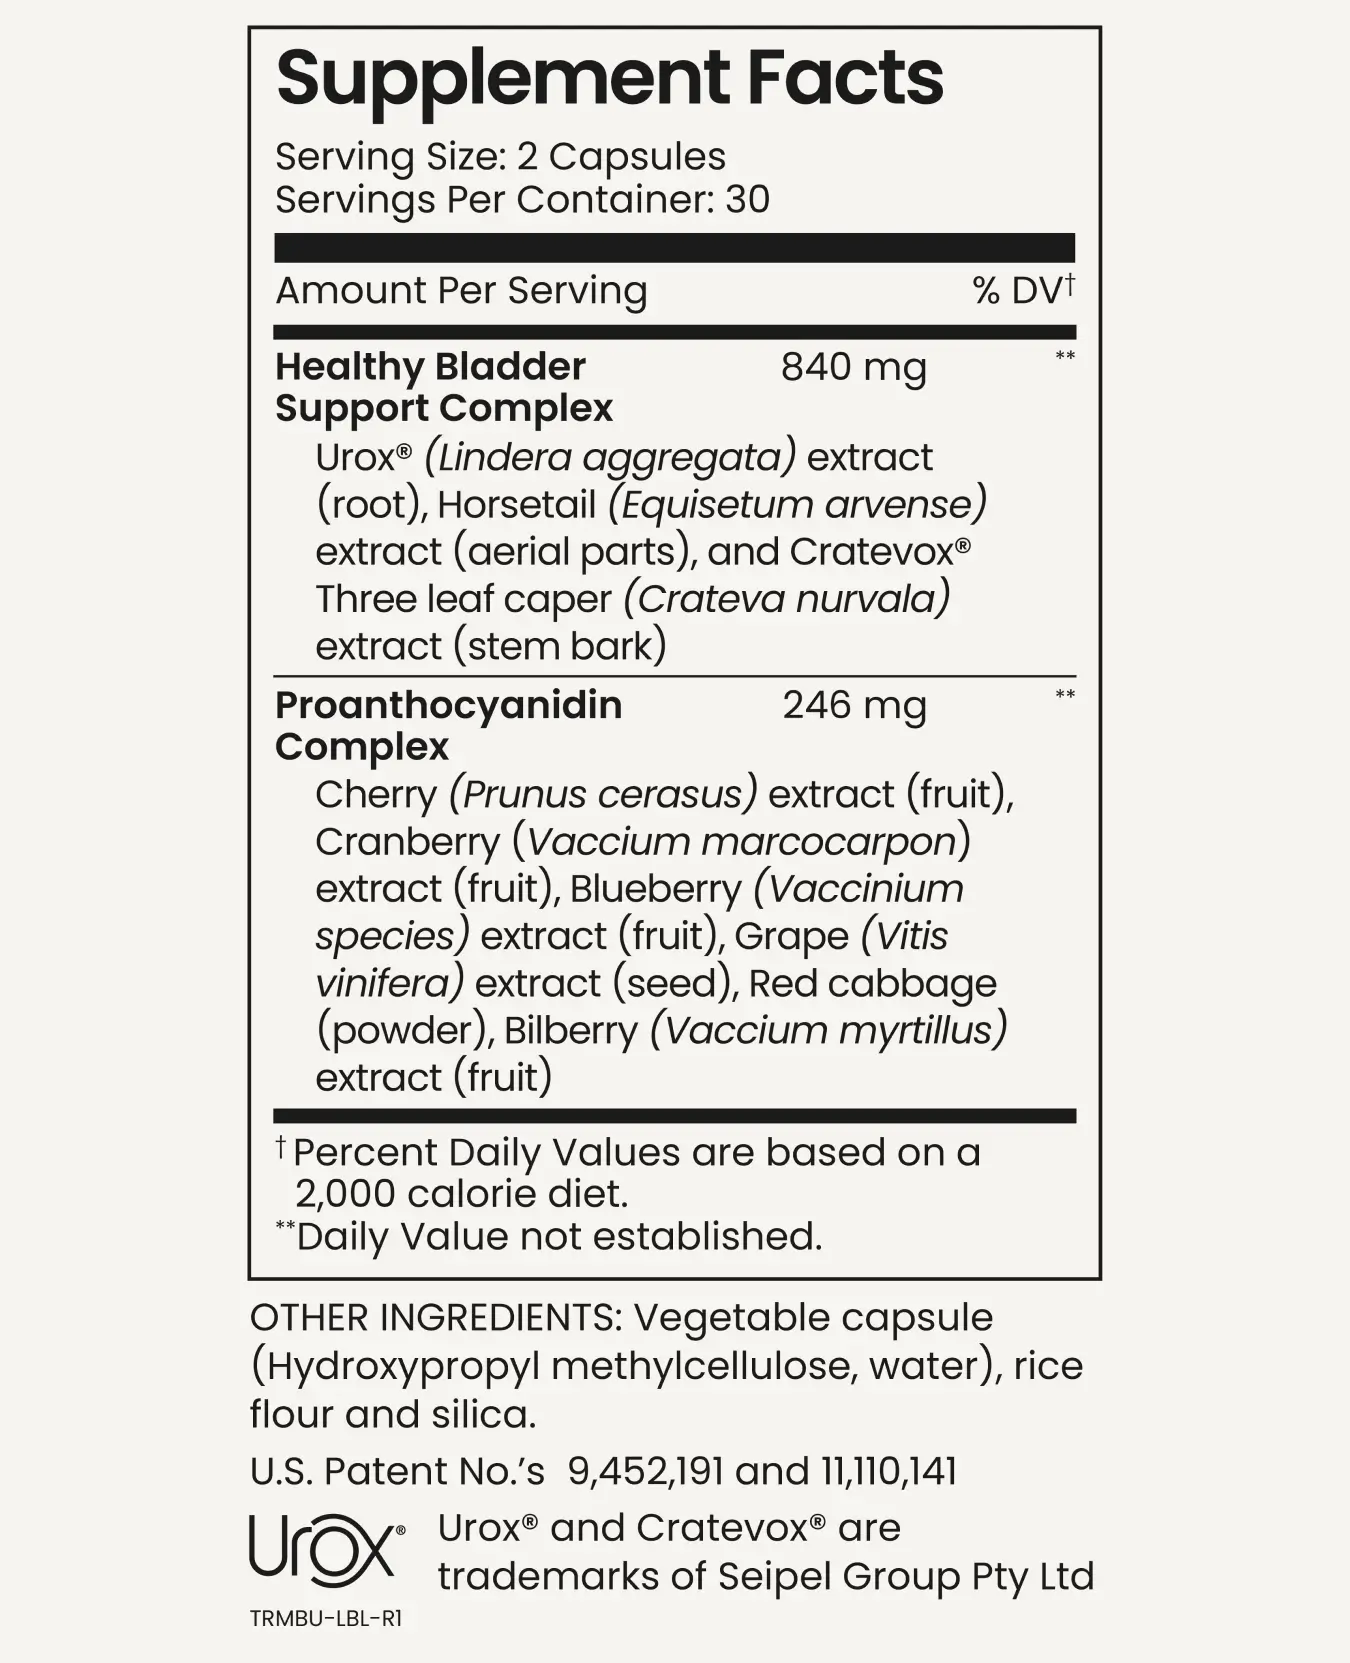 Supplement Facts
Serving Size: 2 Capsules
Servings Per Container: 30
Amount Per Serving % DV†
Healthy Bladder 840 mg **
Support Complex
Urox® (Lindera aggregata) extract
(root), Horsetail (Equisetum arvense)
extract (aerial parts), and Cratevox®
Three leaf caper (Crateva nurvala)
extract (stem bark)
Proanthocyanidin 246 mg **
Complex
Cherry (Prunus cerasus) extract (fruit),
Cranberry (Vaccium marcocarpon)
extract (fruit), Blueberry (Vaccinium
species) extract (fruit), Grape (Vitis
vinifera) extract (seed), Red cabbage
(powder), Bilberry (Vaccium myrtillus)
extract (fruit)
† Percent Daily Values are based on a
2,000 calorie diet.
**Daily Value not established.
OTHER INGREDIENTS: Vegetable capsule
(Hydroxypropyl methylcellulose, water), rice
flour and silica.
U.S. Patent No.’s 9,452,191 and 11,110,141
Urox® Urox® and Cratevox® are
trademarks of Seipel Group Pty Ltd
TRMBU-LBL-R1